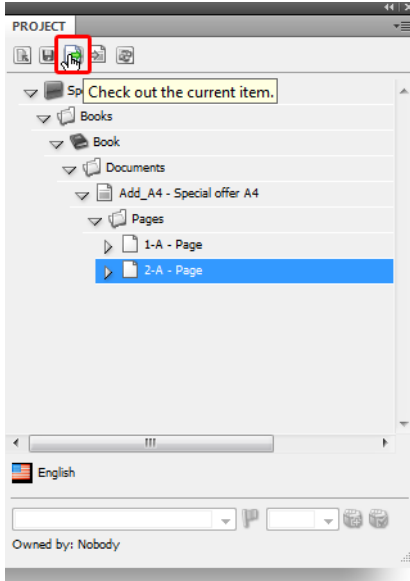 PROJECT
Sp
Check out the current item.
Books
Book
Documents
Add_A4 - Special offer A4
Pages
1-A - Page
2-A - Page
English
Owned by: Nobody